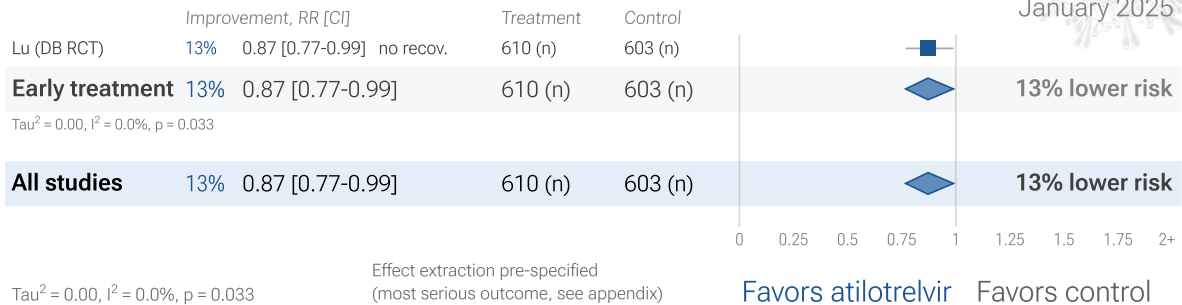 January 2025
Improvement, RR [CI] Treatment Control
Lu (DB RCT) 13% 0.87 [0.77-0.99] no recov. 610 (n) 603 (n)
Early treatment 13% 0.87 [0.77-0.99] 610 (n) 603 (n) 13% lower risk
Tau² = 0.00, I² = 0.0%, p = 0.033
All studies 13% 0.87 [0.77-0.99] 610 (n) 603 (n) 13% lower risk
0 0.25 0.5 0.75 1 1.25 1.5 1.75 2+
Effect extraction pre-specified
Tau² = 0.00, I² = 0.0%, p = 0.033 (most serious outcome, see appendix) Favors atilotrelvir Favors control